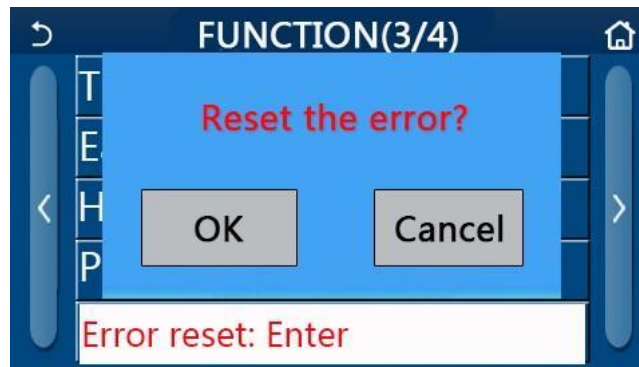 FUNCTION(3/4)
T
Reset the error?
E
H
OK
Cancel
P
Error reset: Enter